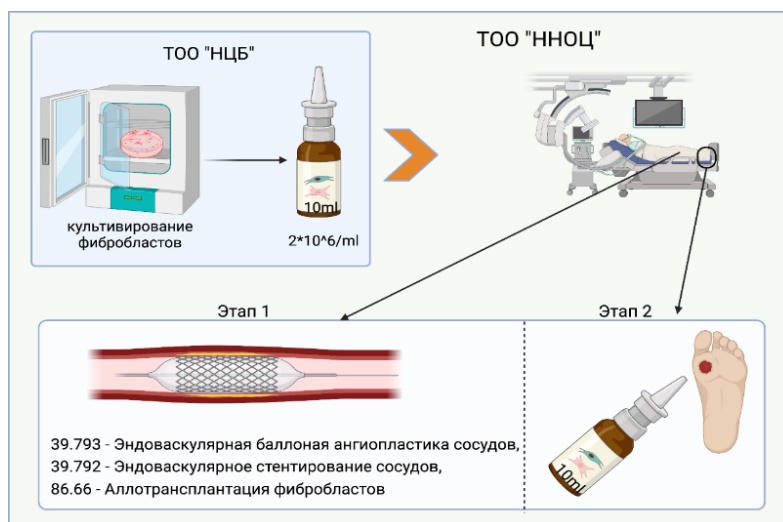 ТОО "НЦБ"
ТОО "ННОЦ"
10ml
культивирование
фибробластов
2*10^6/ml
Этап 1
Этап 2
39.793 - Эндоваскулярная баллоная ангиопластика сосудов,
39.792 - Эндоваскулярное стентирование сосудов,
86.66 - Аллотрансплантация фибробластов
10ml